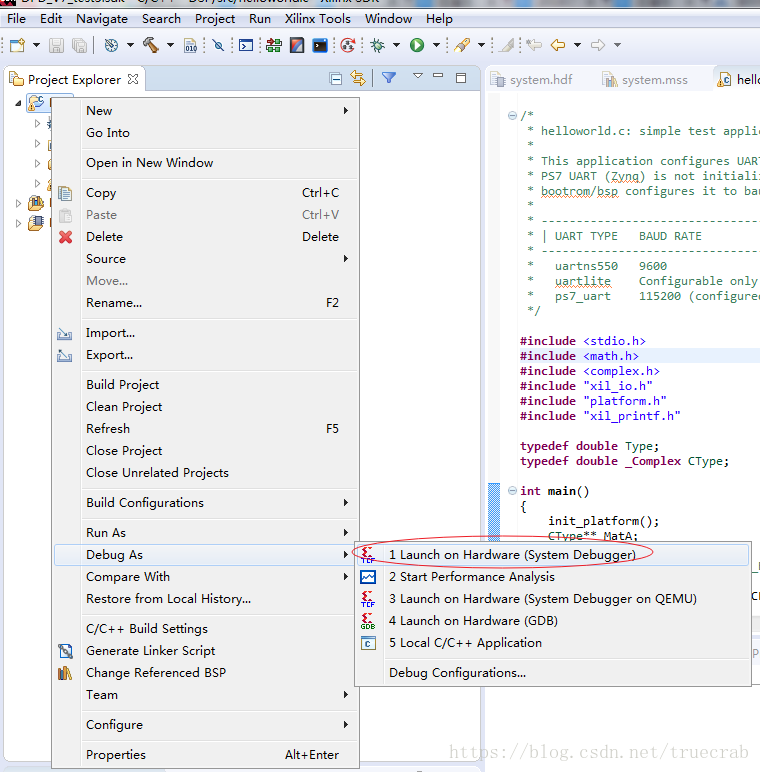 File Edit Navigate Search Project Run Xilinx Tools Window Help
Project Explorer
system.hdf
system.mss
New
Go Into
Open in New Window
Copy Ctrl+C
Paste Ctrl+V
Delete Delete
Source
Move...
Rename... F2
Import...
Export...
Build Project
Clean Project
Refresh F5
Close Project
Close Unrelated Projects
Build Configurations
Run As
Debug As
Compare With
Restore from Local History...
C/C++ Build Settings
Generate Linker Script
Change Referenced BSP
Team
Configure
Properties Alt+Enter
1 Launch on Hardware (System Debugger)
2 Start Performance Analysis
3 Launch on Hardware (System Debugger on QEMU)
4 Launch on Hardware (GDB)
5 Local C/C++ Application
Debug Configurations...
/*
* helloworld.c: simple test applic
*
* This application configures UART
* PS7 UART (Zynq) is not initiali
* bootrom/bsp configures it to bau
*
* ------------------------------
* | UART TYPE BAUD RATE
* ------------------------------
* uartns550 9600
* uartlite Configurable only
* ps7_uart 115200 (configured
*/
#include <stdio.h>
#include <math.h>
#include <complex.h>
#include "xil_io.h"
#include "platform.h"
#include "xil_printf.h"
typedef double Type;
typedef double _Complex CType;
int main()
{
init_platform();
CType** MatA;
https://blog.csdn.net/truecrab